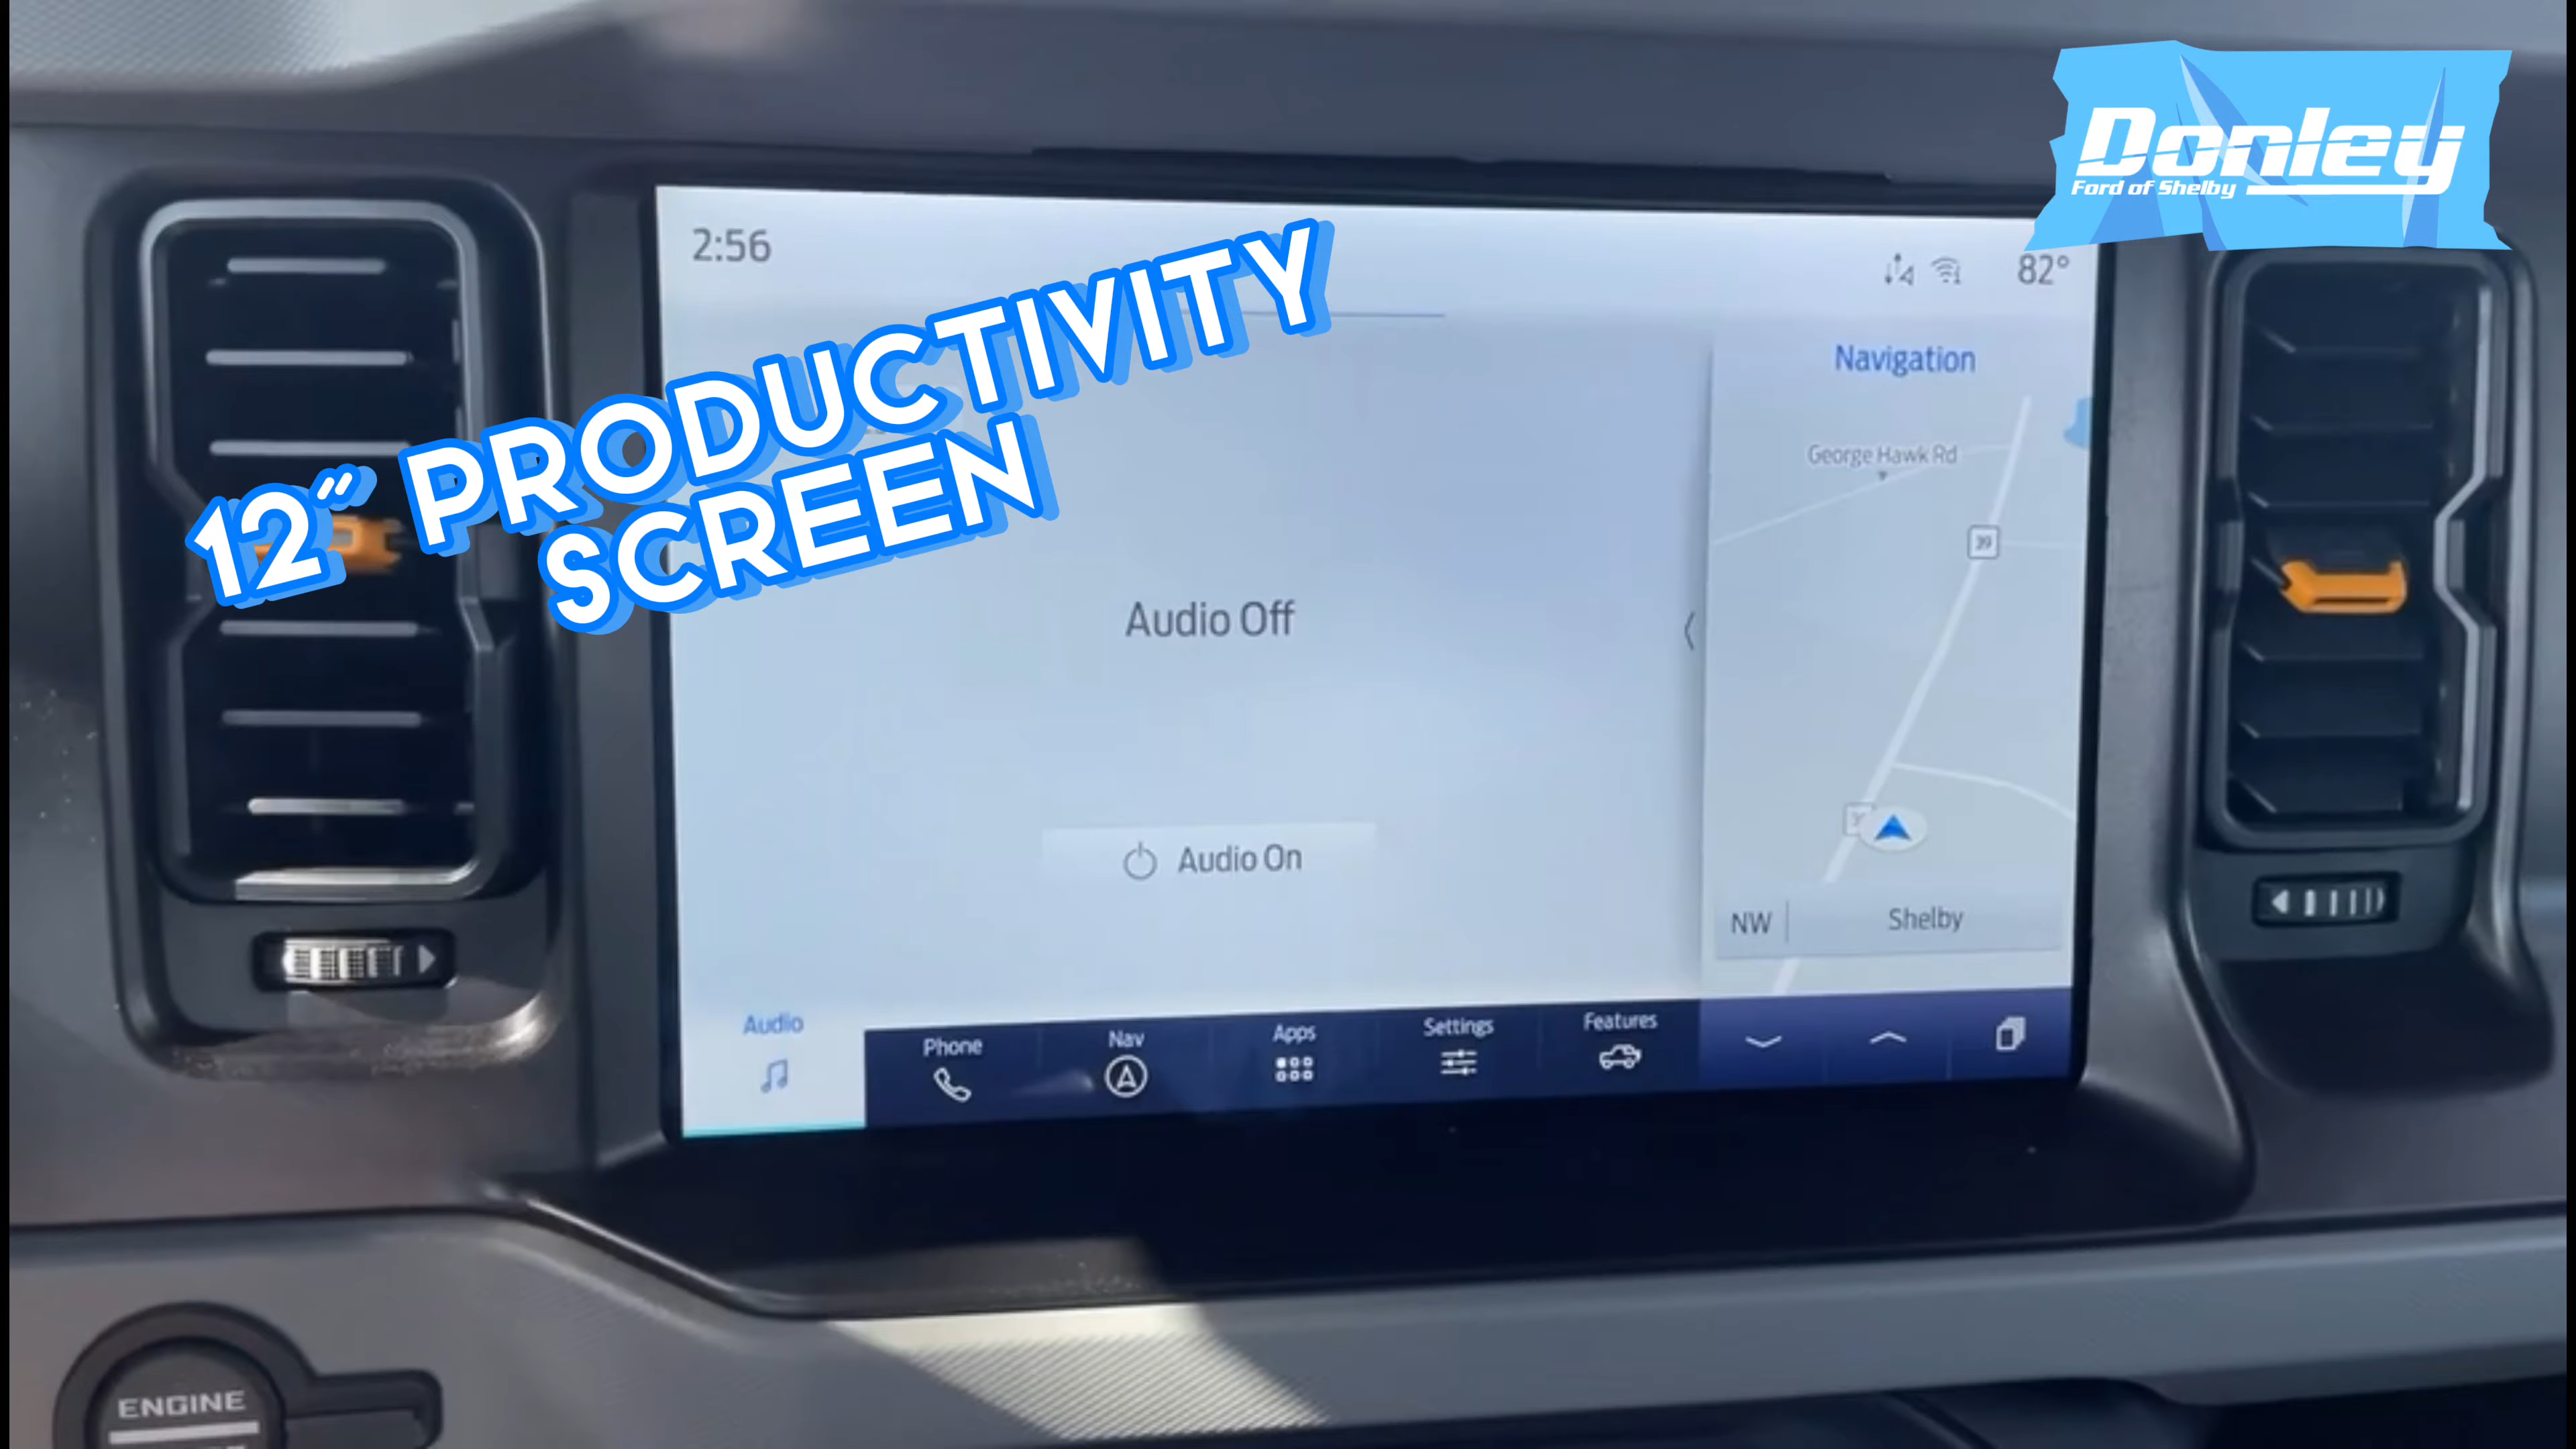 Donley
Ford of Shelby
2:56
82°
12" PRODUCTIVITY
SCREEN
Navigation
George Hawk Rd
39
Audio Off
Audio On
NW
Shelby
Audio
Phone
Nav
Apps
Settings
Features
ENGINE